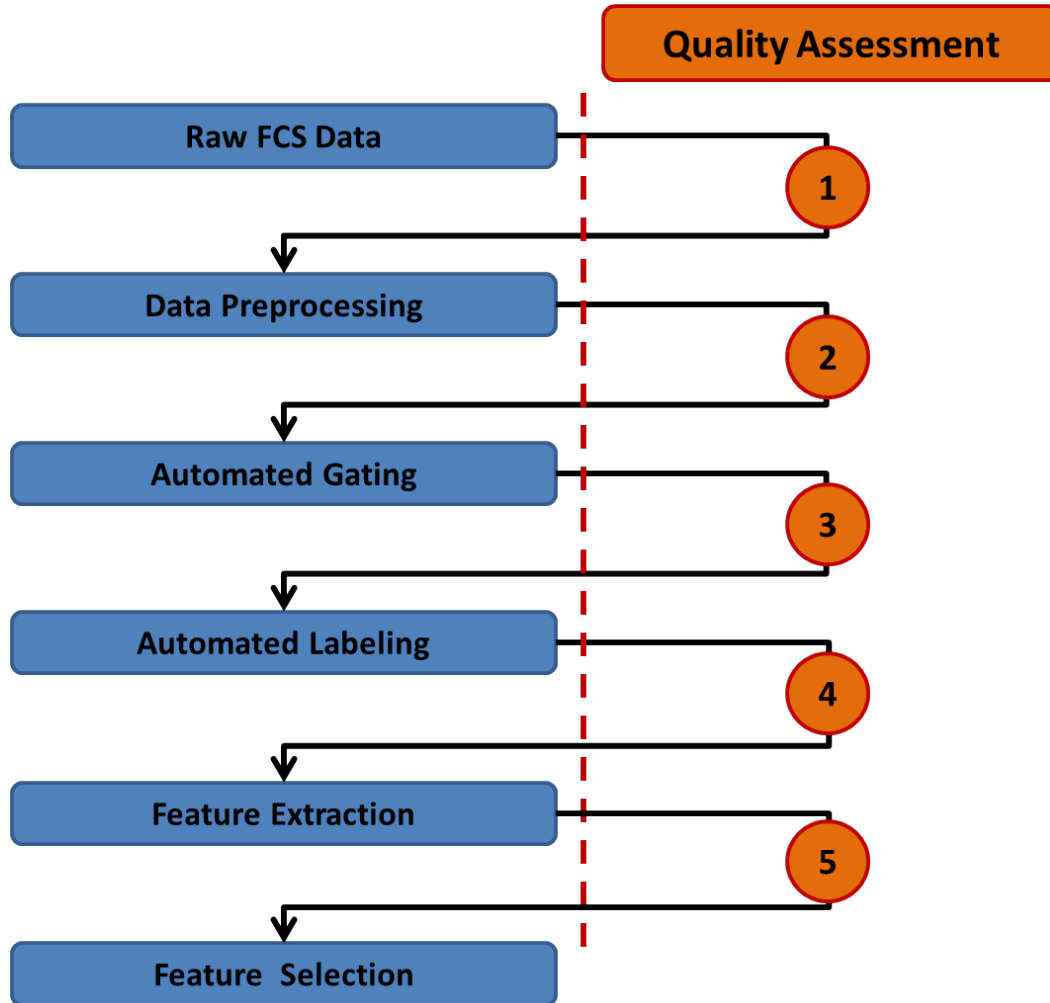 Quality Assessment
Raw FCS Data
1
Data Preprocessing
2
Automated Gating
3
Automated Labeling
4
Feature Extraction
5
Feature Selection